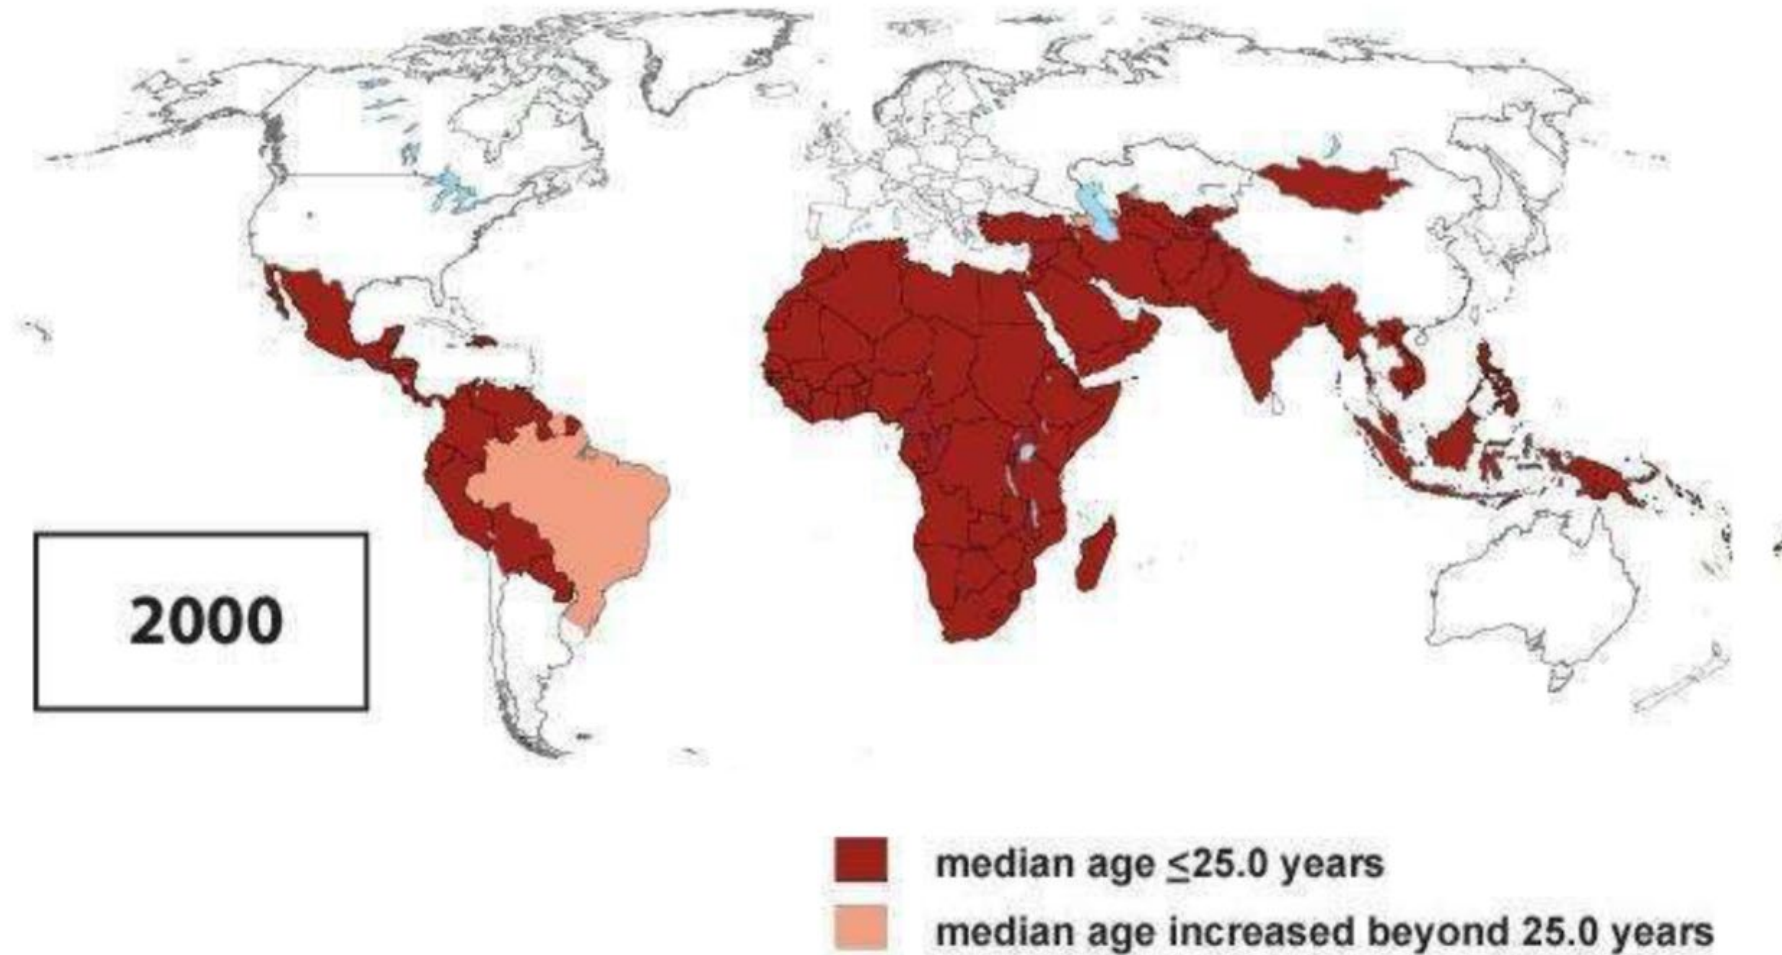 2000
median age ≤25.0 years
median age increased beyond 25.0 years